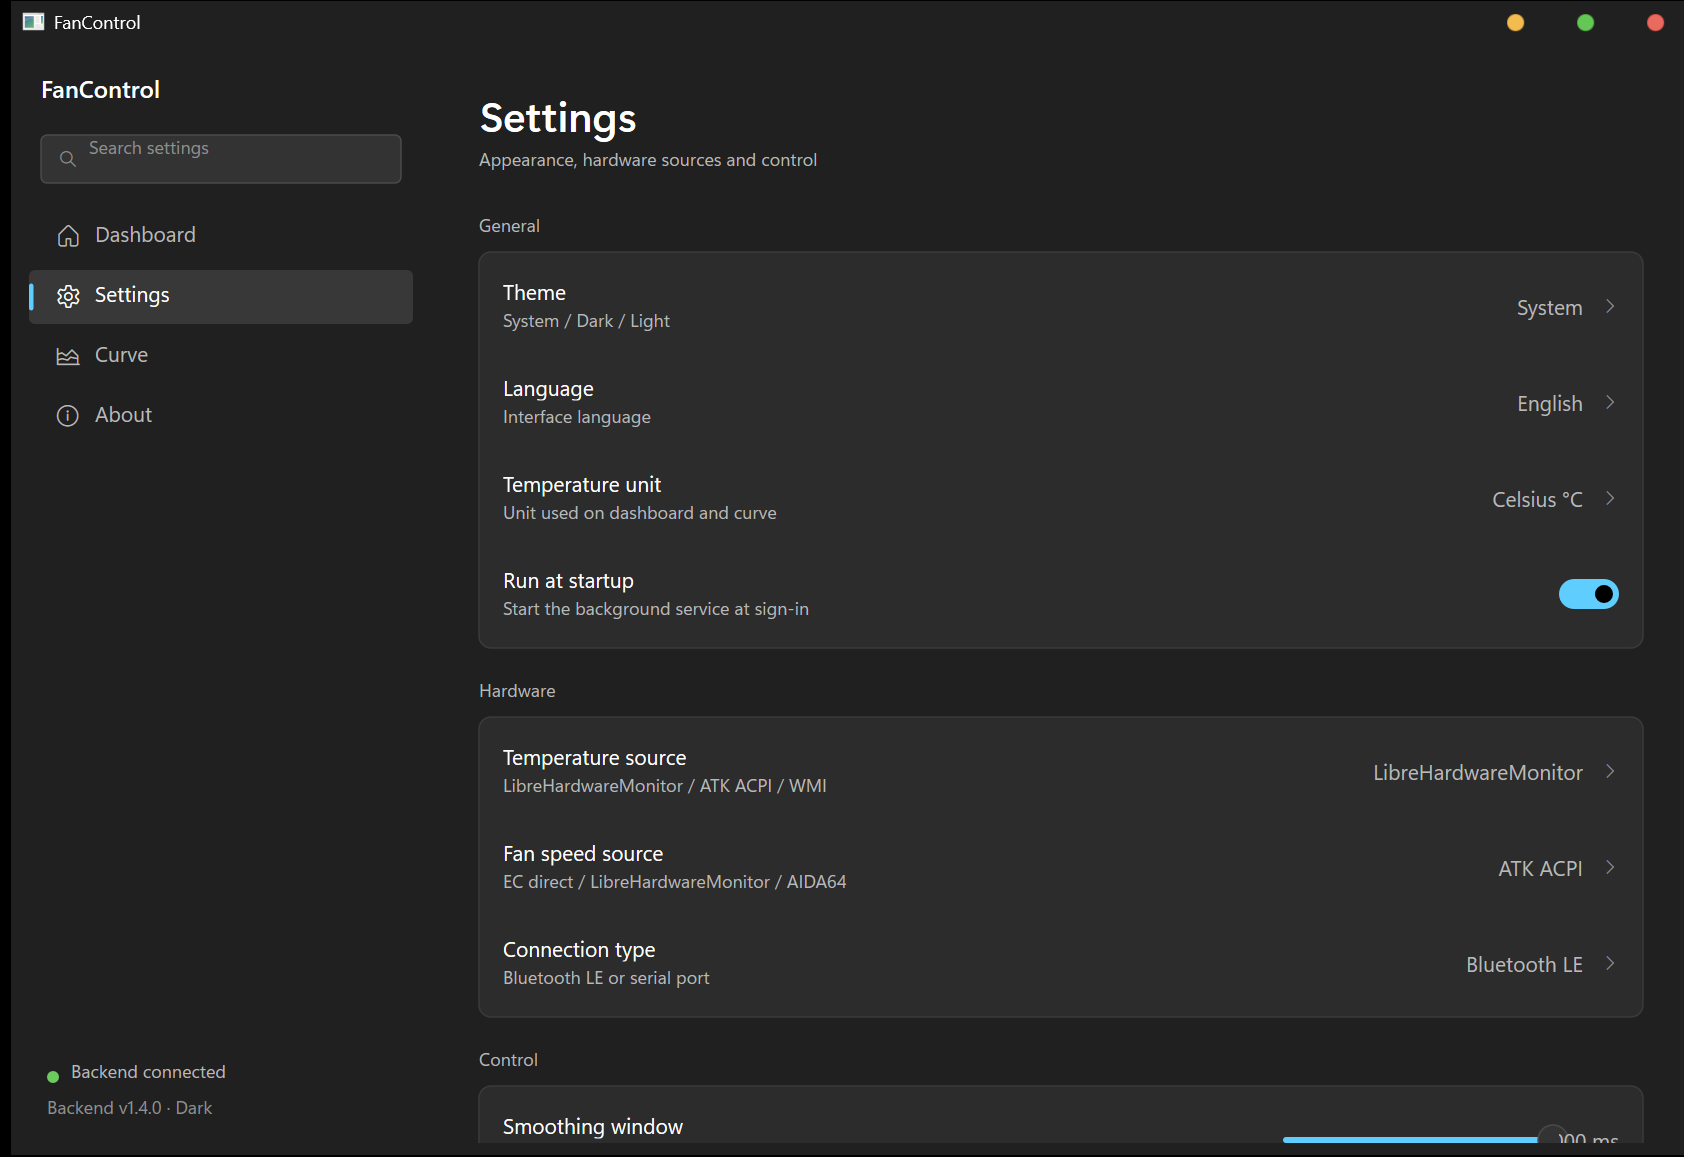 FanControl
FanControl
Search settings
Dashboard
Settings
Curve
About
Backend connected
Backend v1.4.0 · Dark
Settings
Appearance, hardware sources and control
General
Theme
System / Dark / Light
System
Language
Interface language
English
Temperature unit
Unit used on dashboard and curve
Celsius °C
Run at startup
Start the background service at sign-in
Hardware
Temperature source
LibreHardwareMonitor / ATK ACPI / WMI
LibreHardwareMonitor
Fan speed source
EC direct / LibreHardwareMonitor / AIDA64
ATK ACPI
Connection type
Bluetooth LE or serial port
Bluetooth LE
Control
Smoothing window
ms